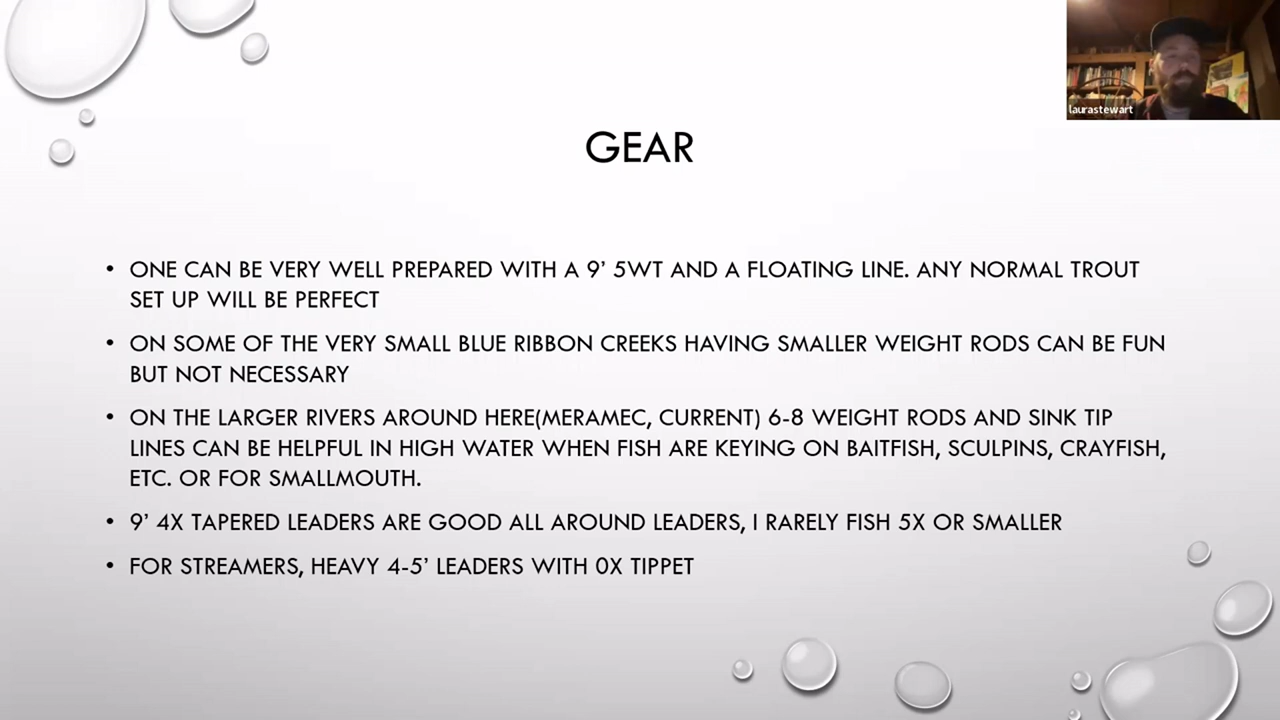 laurastewart
GEAR
• ONE CAN BE VERY WELL PREPARED WITH A 9' 5WT AND A FLOATING LINE. ANY NORMAL TROUT
SET UP WILL BE PERFECT
• ON SOME OF THE VERY SMALL BLUE RIBBON CREEKS HAVING SMALLER WEIGHT RODS CAN BE FUN
BUT NOT NECESSARY
• ON THE LARGER RIVERS AROUND HERE(MERAMEC, CURRENT) 6-8 WEIGHT RODS AND SINK TIP
LINES CAN BE HELPFUL IN HIGH WATER WHEN FISH ARE KEYING ON BAITFISH, SCULPINS, CRAYFISH,
ETC. OR FOR SMALLMOUTH.
• 9' 4X TAPERED LEADERS ARE GOOD ALL AROUND LEADERS, I RARELY FISH 5X OR SMALLER
• FOR STREAMERS, HEAVY 4-5' LEADERS WITH 0X TIPPET